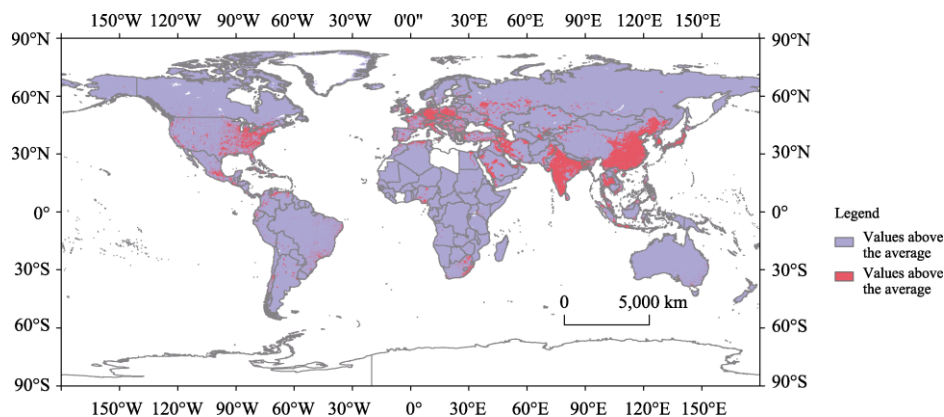 150°W 120°W 90°W 60°W 30°W 0°0'0" 30°E 60°E 90°E 120°E 150°E
90°N 90°N
60°N 60°N
30°N 30°N
0° 0°
Legend
Values above
the average
30°S 30°S
Values above
the average
0 5,000 km
60°S 60°S
90°S 90°S
150°W 120°W 90°W 60°W 30°W 0°0' 30°E 60°E 90°E 120°E 150°E